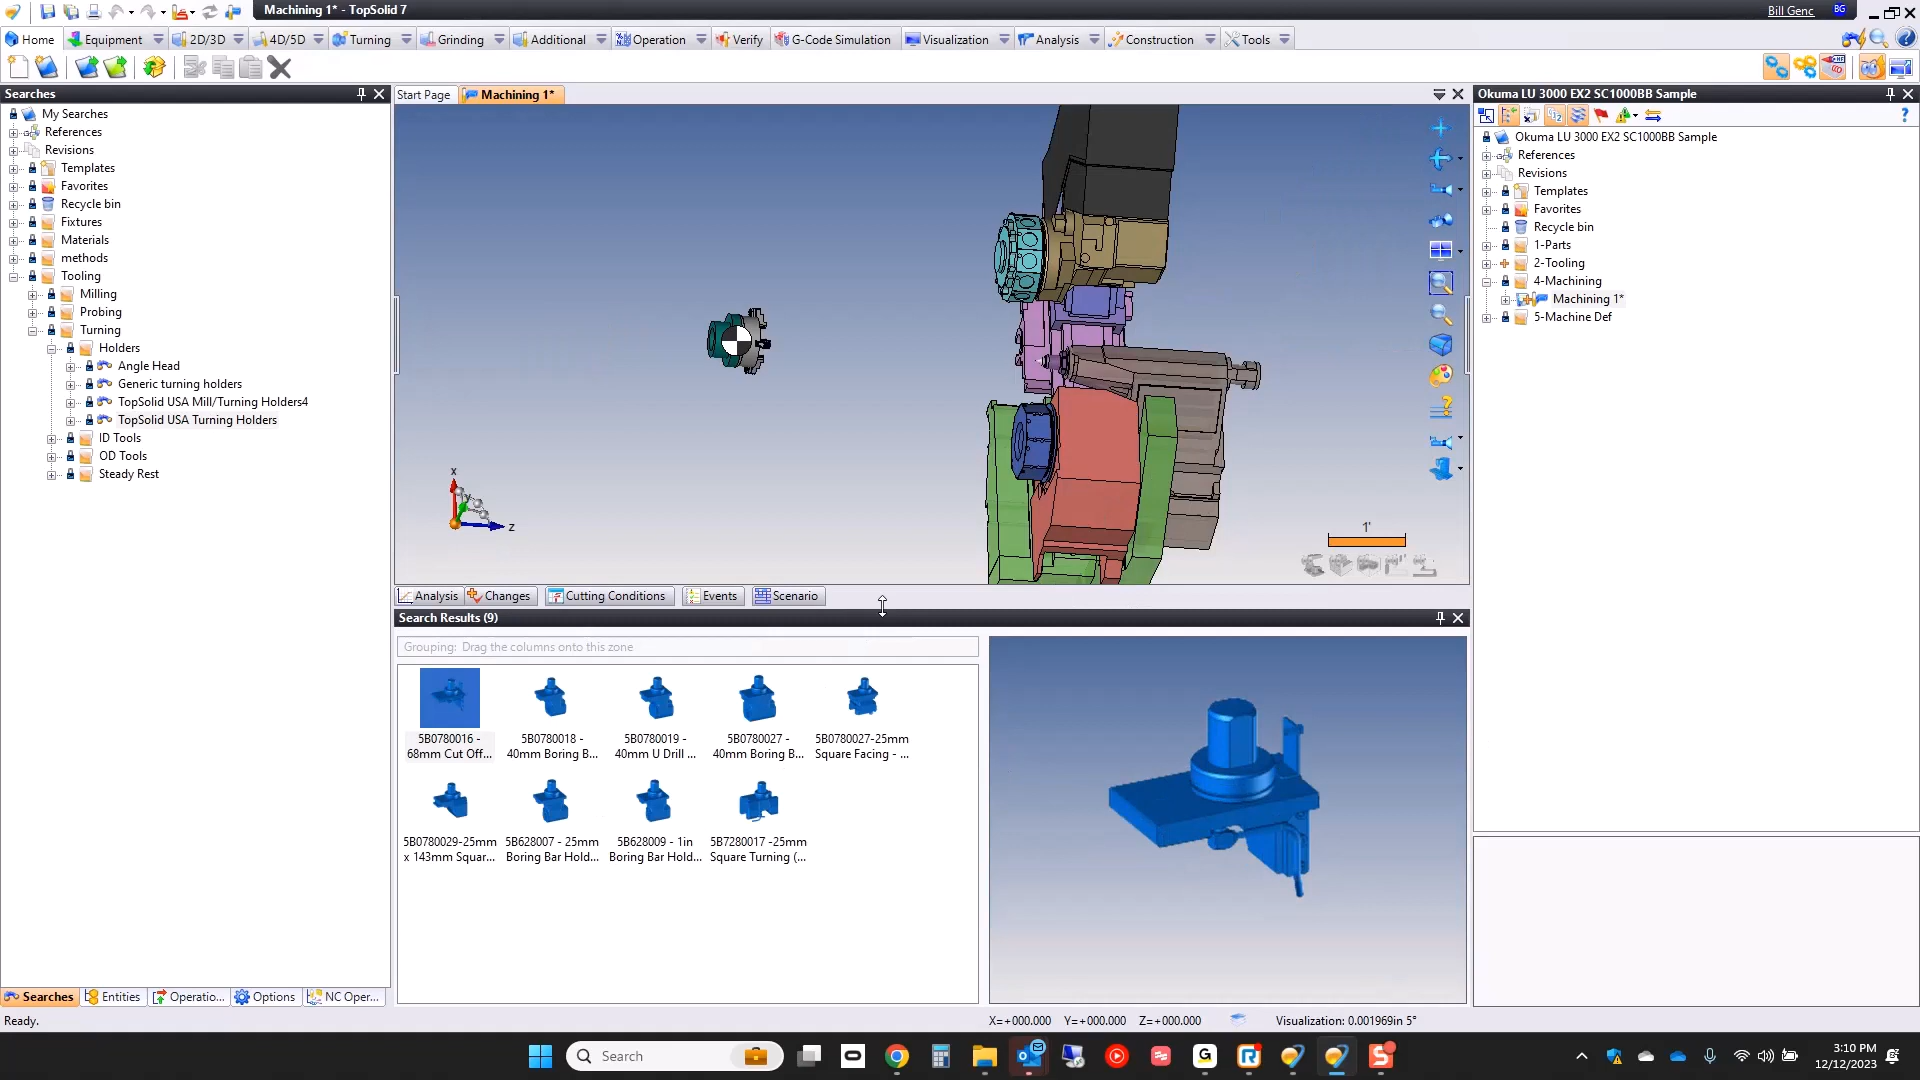 Machining 1* - TopSolid 7
Bill Genc
BG
Home
Equipment
2D/3D
4D/5D
Turning
Grinding
Additional
Operation
Verify
G-Code Simulation
Visualization
Analysis
Construction
Tools
Searches
My Searches
References
Revisions
Templates
Favorites
Recycle bin
Fixtures
Materials
methods
Tooling
Milling
Probing
Turning
Holders
Angle Head
Generic turning holders
TopSolid USA Mill/Turning Holders4
TopSolid USA Turning Holders
ID Tools
OD Tools
Steady Rest
Searches
Entities
Operatio...
Options
NC Oper...
Start Page
Machining 1*
x
z
1'
Analysis
Changes
Cutting Conditions
Events
Scenario
Search Results (9)
Grouping: Drag the columns onto this zone
5B0780016 -
68mm Cut Off...
5B0780018 -
40mm Boring B...
5B0780019 -
40mm U Drill ...
5B0780027 -
40mm Boring B...
5B0780027-25mm
Square Facing - ...
5B0780029-25mm
x 143mm Squar...
5B628007 - 25mm
Boring Bar Hold...
5B628009 - 1in
Boring Bar Hold...
5B7280017 -25mm
Square Turning (...
Okuma LU 3000 EX2 SC1000BB Sample
Okuma LU 3000 EX2 SC1000BB Sample
References
Revisions
Templates
Favorites
Recycle bin
1-Parts
2-Tooling
4-Machining
Machining 1*
5-Machine Def
Ready.
X=+000.000
Y=+000.000
Z=+000.000
Visualization: 0.001969in 5°
Search
3:10 PM
12/12/2023